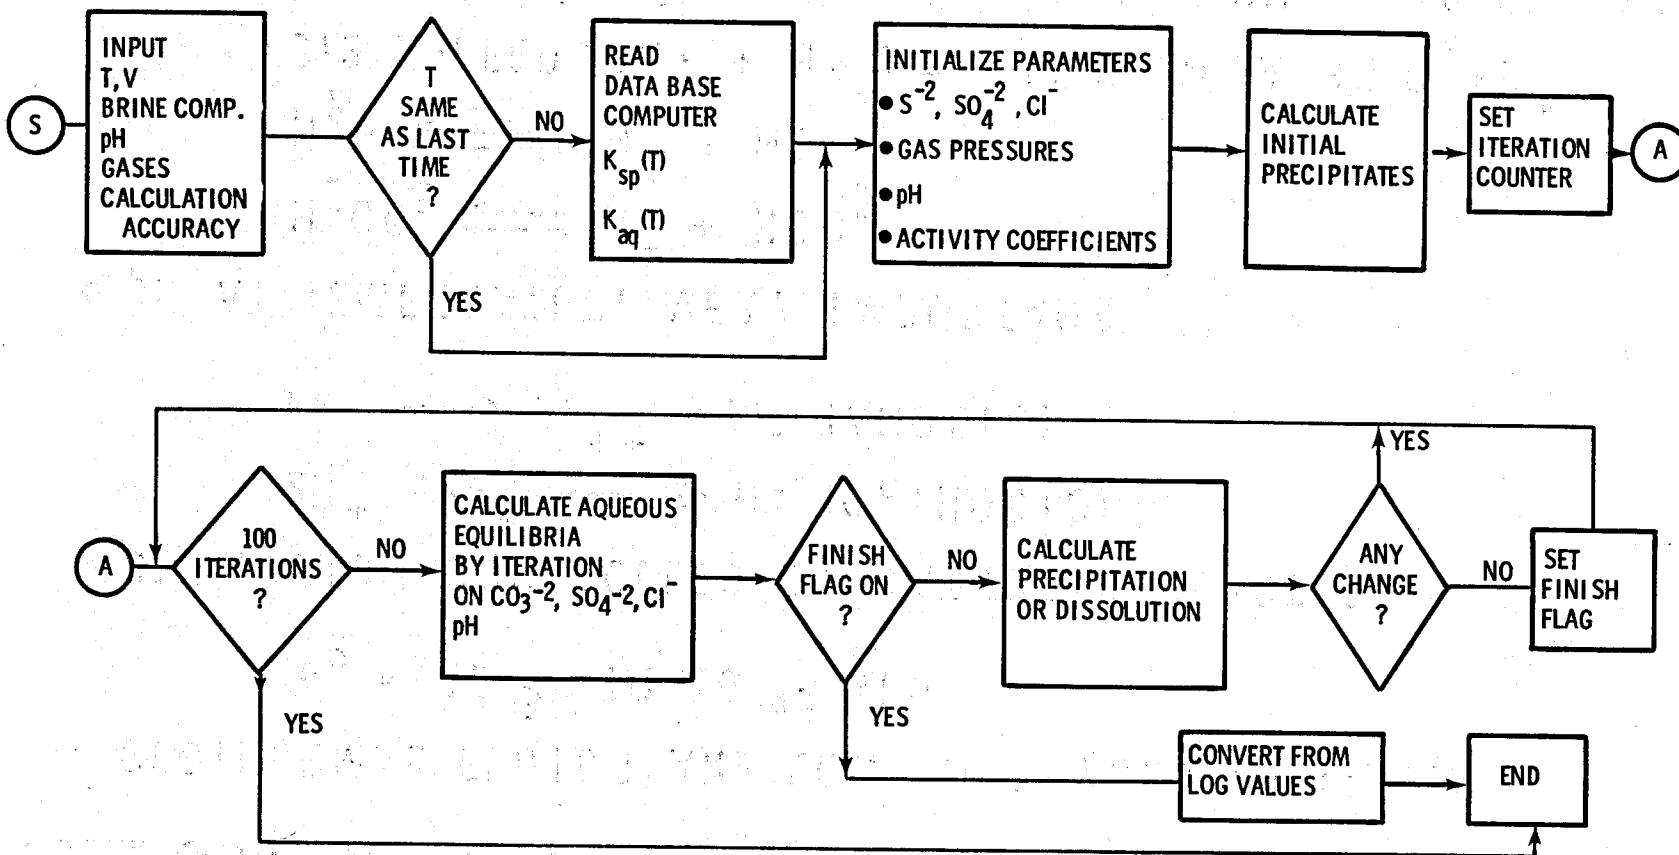 S
INPUT
T, V
BRINE COMP.
pH
GASES
CALCULATION
ACCURACY
T
SAME
AS LAST
TIME
?
NO
YES
READ
DATA BASE
COMPUTER
K_sp(T)
K_aq(T)
INITIALIZE PARAMETERS
• S⁻², SO₄⁻², Cl⁻
• GAS PRESSURES
• pH
• ACTIVITY COEFFICIENTS
CALCULATE
INITIAL
PRECIPITATES
SET
ITERATION
COUNTER
A
A
100
ITERATIONS
?
NO
YES
CALCULATE AQUEOUS
EQUILIBRIA
BY ITERATION
ON CO₃⁻², SO₄⁻², Cl⁻
pH
FINISH
FLAG ON
?
NO
YES
CALCULATE
PRECIPITATION
OR DISSOLUTION
ANY
CHANGE
?
YES
NO
SET
FINISH
FLAG
CONVERT FROM
LOG VALUES
END